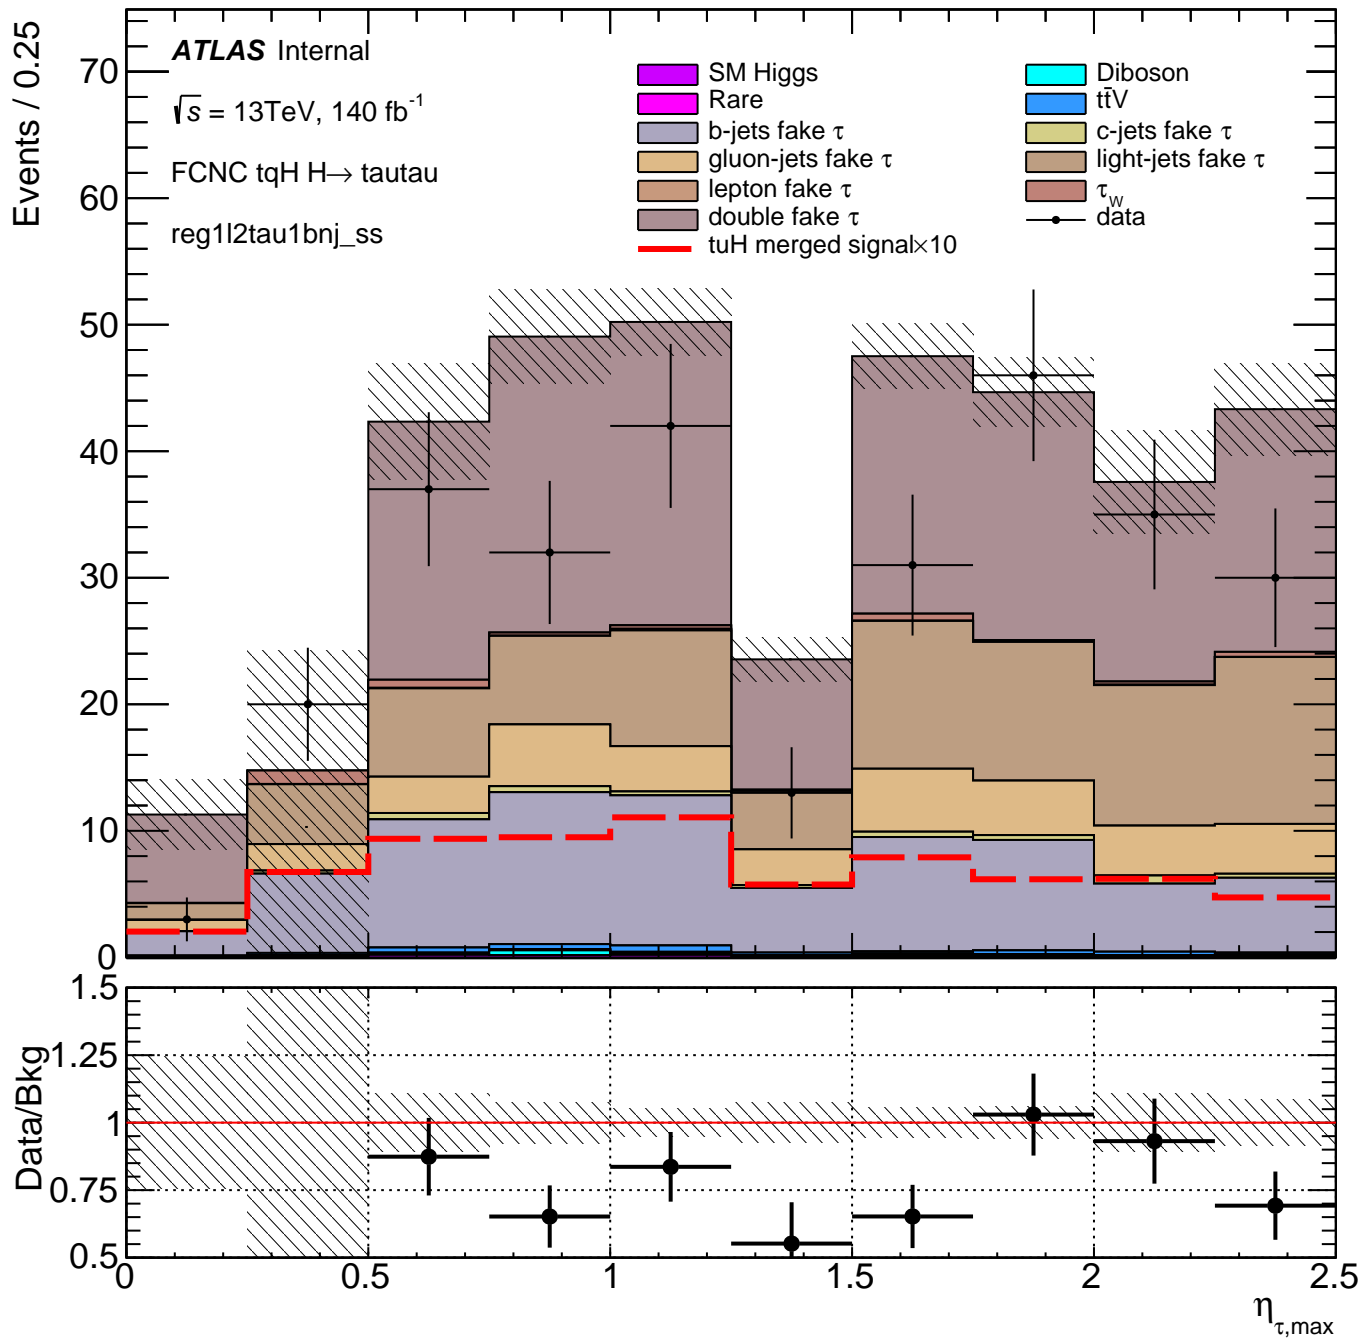 ATLAS Internal
√s = 13TeV, 140 fb⁻¹
FCNC tqH H→ tautau
reg1l2tau1bnj_ss
SM Higgs
Rare
b-jets fake τ
gluon-jets fake τ
lepton fake τ
double fake τ
tuH merged signal×10
Diboson
tt̄V
c-jets fake τ
light-jets fake τ
τ_W
data
Events / 0.25
70
60
50
40
30
20
10
0
Data/Bkg
1.5
1.25
1
0.75
0.5
0 0.5 1 1.5 2 2.5
η_τ,max